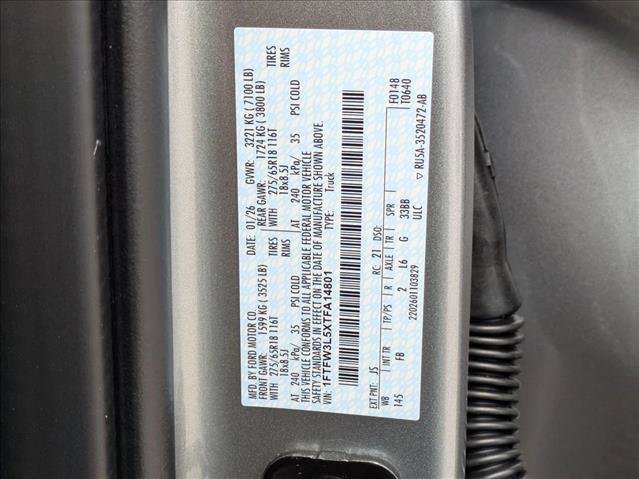 MFD. BY FORD MOTOR CO. DATE: 01/26 GVWR: 3221 KG ( 7100 LB)
FRONT GAWR: 1599 KG ( 3525 LB) REAR GAWR: 1724 KG ( 3800 LB)
WITH 275/65R18 116T TIRES WITH 275/65R18 116T TIRES
18x8.5J RIMS 18x8.5J RIMS
AT 240 kPa/ 35 PSI COLD AT 240 kPa/ 35 PSI COLD
THIS VEHICLE CONFORMS TO ALL APPLICABLE FEDERAL MOTOR VEHICLE
SAFETY STANDARDS IN EFFECT ON THE DATE OF MANUFACTURE SHOWN ABOVE.
VIN: 1FTFW3L5XTFA14801 TYPE: Truck
F0148
T0640
EXT PNT: JS RC: 21 DSO:
WB INT TR TP/PS R AXLE TR SPR
145 FB 2 L6 G 33BB
ULC
2202601103829 ▽ RU5A-3520472-AB